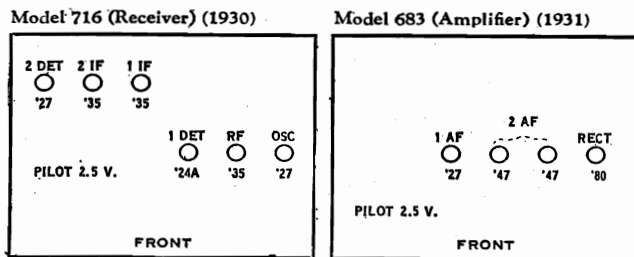 Model 716 (Receiver) (1930)
2 DET 2 IF 1 IF
'27 '35 '35
1 DET RF OSC
'24A '35 '27
PILOT 2.5 V.
FRONT
Model 683 (Amplifier) (1931)
2 AF
1 AF RECT
'27 '47 '47 '80
PILOT 2.5 V.
FRONT